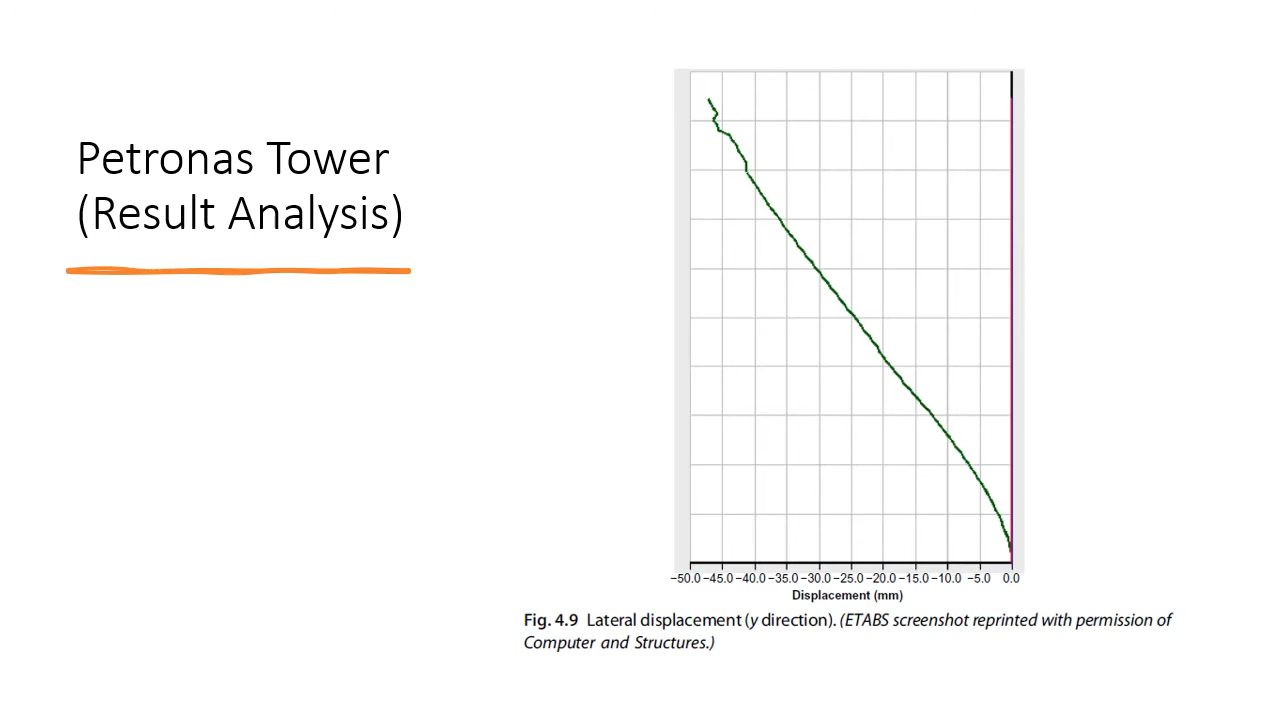 Petronas Tower
(Result Analysis)
−50.0 −45.0 −40.0 −35.0 −30.0 −25.0 −20.0 −15.0 −10.0 −5.0 0.0
Displacement (mm)
Fig. 4.9 Lateral displacement (y direction). (ETABS screenshot reprinted with permission of
Computer and Structures.)